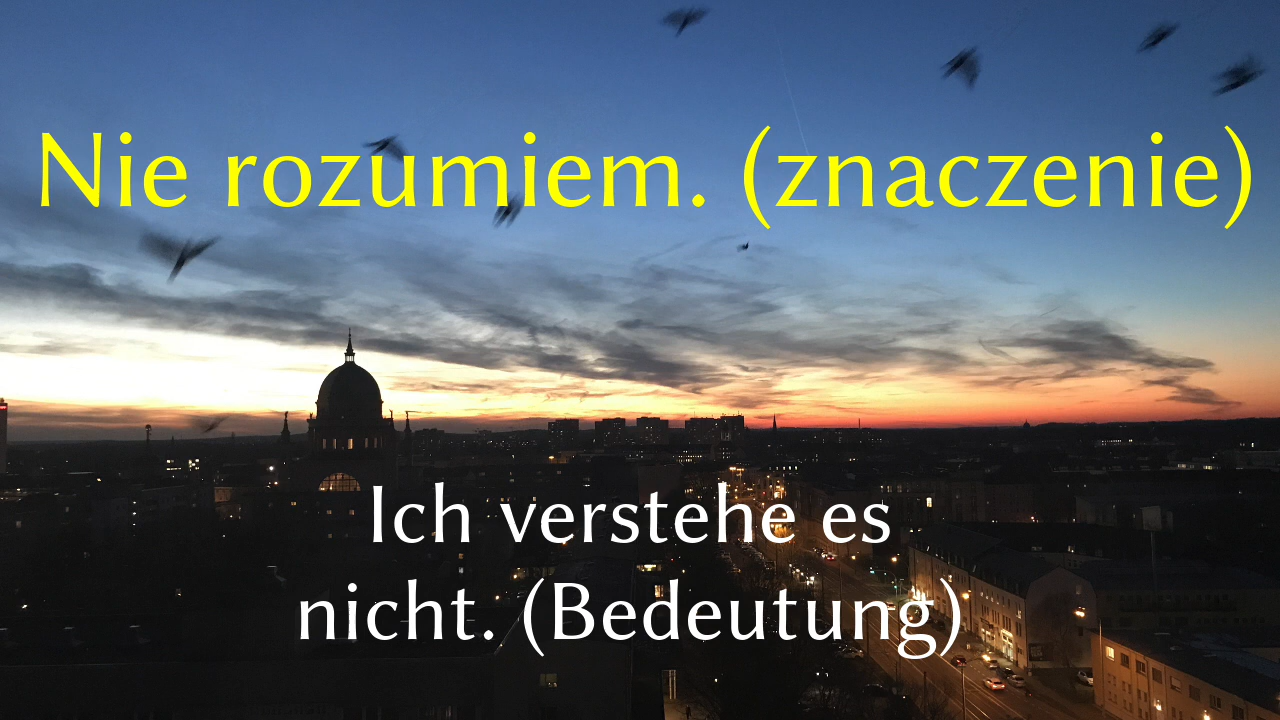 Nie rozumiem. (znaczenie)
Ich verstehe es
nicht. (Bedeutung)